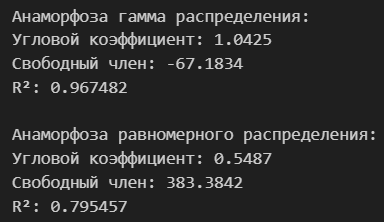 Анаморфоза гамма распределения:
Угловой коэффициент: 1.0425
Свободный член: -67.1834
R²: 0.967482
Анаморфоза равномерного распределения:
Угловой коэффициент: 0.5487
Свободный член: 383.3842
R²: 0.795457